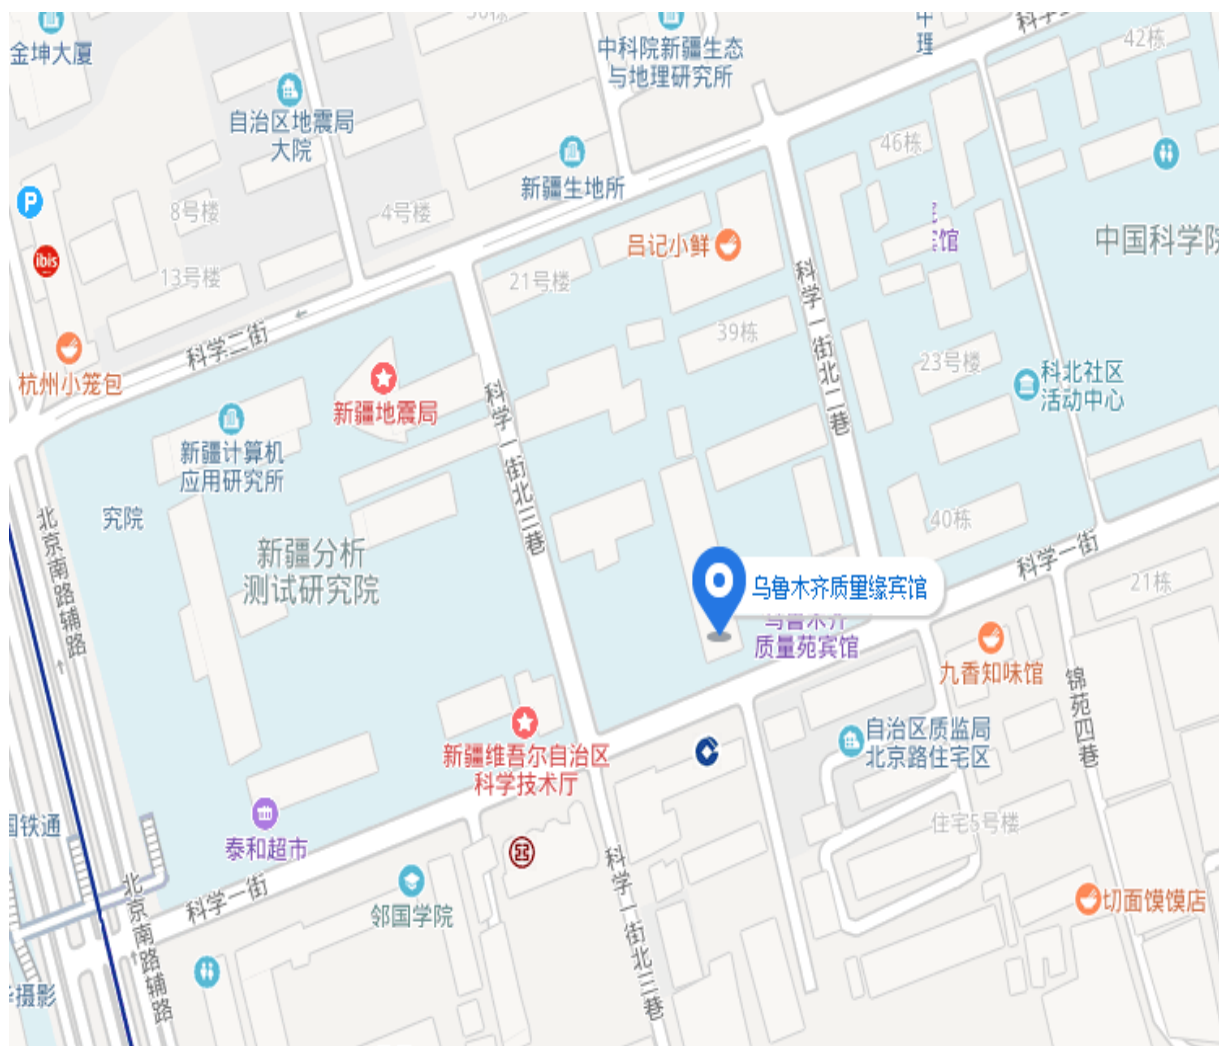 金坤大厦
自治区地震局
大院
中科院新疆生态
与地理研究所
42栋
46栋
新疆生地所
P
ibis
8号楼
4号楼
13号楼
21号楼
吕记小鲜
宾馆
中国科学院
杭州小笼包
科学二街
39栋
23号楼
科北社区
活动中心
新疆地震局
新疆计算机
应用研究所
科学一街北三巷
科学一街北二巷
究院
新疆分析
测试研究院
北京南路辅路
40栋
科学一街
21栋
乌鲁木齐质量缘宾馆
乌鲁木齐
质量苑宾馆
九香知味馆
锦苑四巷
新疆维吾尔自治区
科学技术厅
自治区质监局
北京路住宅区
住宅5号楼
国铁通
泰和超市
科学一街
邻国学院
科学一街北三巷
切面馍馍店
北京南路辅路
摄影